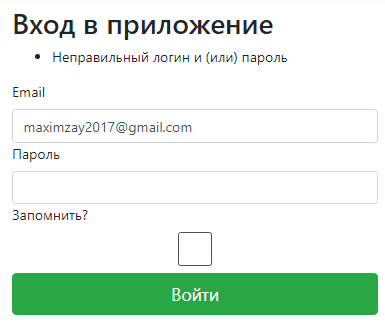 Вход в приложение
Неправильный логин и (или) пароль
Email
maximzay2017@gmail.com
Пароль
Запомнить?
Войти